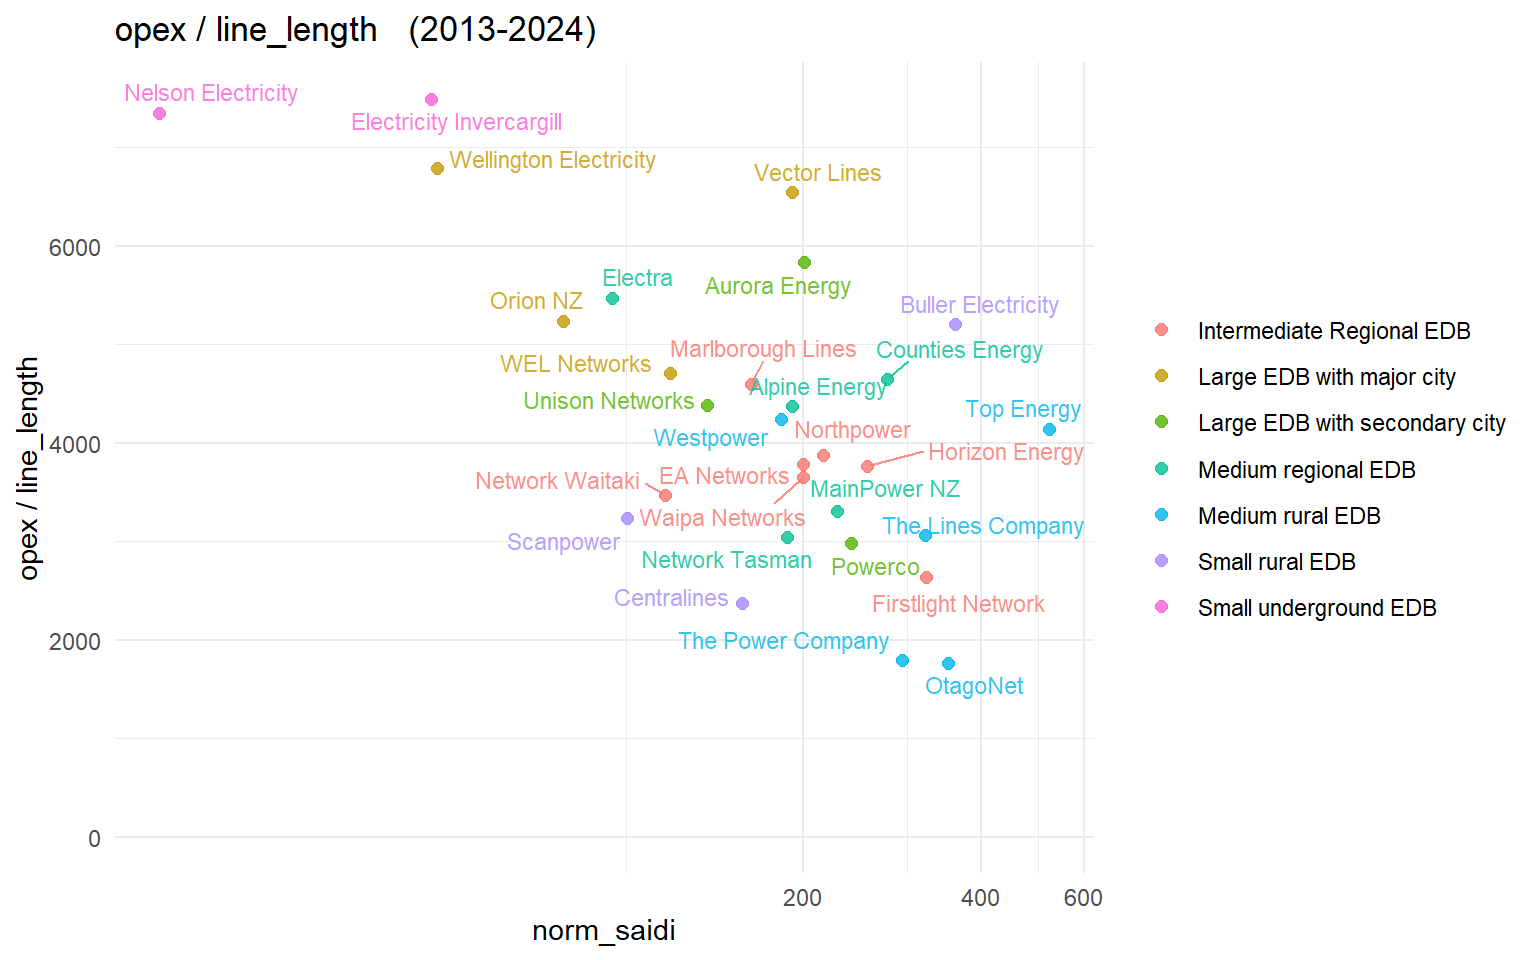 opex / line_length (2013-2024)
Nelson Electricity
Electricity Invercargill
Wellington Electricity
Vector Lines
6000
Electra
Aurora Energy
Orion NZ
Buller Electricity
Marlborough Lines
Counties Energy
WEL Networks
Alpine Energy
Unison Networks
Top Energy
Westpower
Northpower
4000
Horizon Energy
Network Waitaki
EA Networks
MainPower NZ
Waipa Networks
The Lines Company
Scanpower
Network Tasman
Powerco
Centralines
Firstlight Network
2000
The Power Company
OtagoNet
0
200
400
600
norm_saidi
opex / line_length
Intermediate Regional EDB
Large EDB with major city
Large EDB with secondary city
Medium regional EDB
Medium rural EDB
Small rural EDB
Small underground EDB